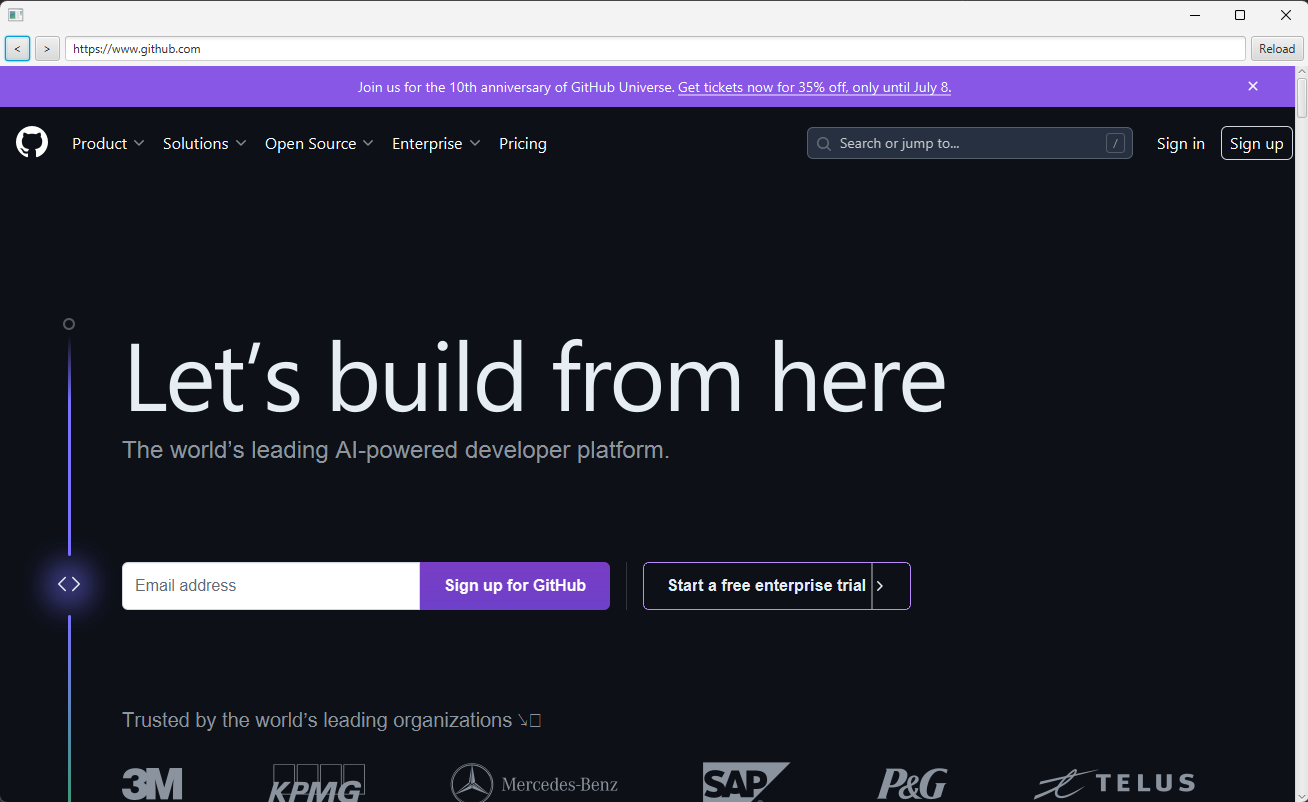 < > https://www.github.com Reload
Join us for the 10th anniversary of GitHub Universe. Get tickets now for 35% off, only until July 8. ×
Product Solutions Open Source Enterprise Pricing Search or jump to... / Sign in Sign up
Let’s build from here
The world’s leading AI-powered developer platform.
Email address Sign up for GitHub Start a free enterprise trial >
Trusted by the world’s leading organizations ↘□
3M KPMG Mercedes-Benz SAP P&G TELUS